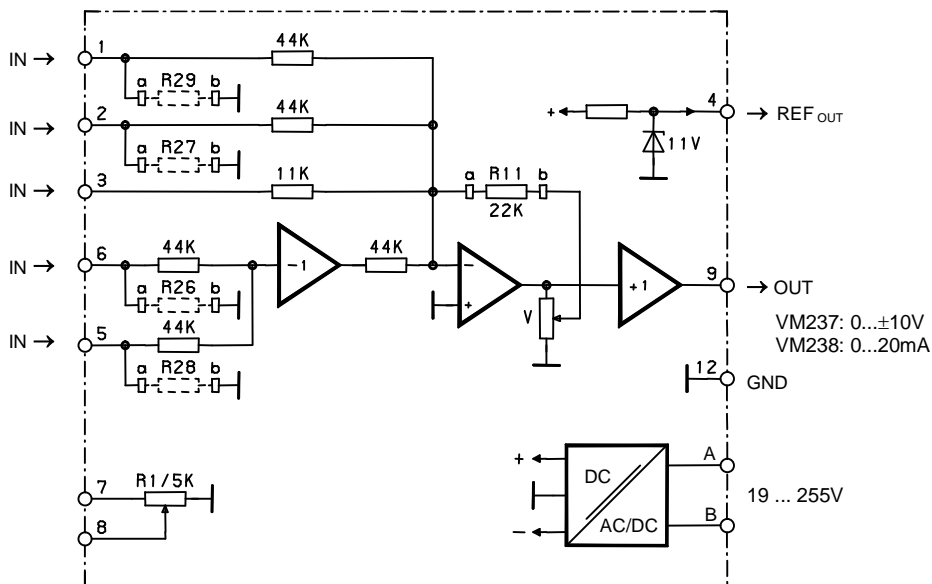 IN → 1 44K
a R29 b
IN → 2 44K
a R27 b
IN → 3 11K
a R11 b
22K
+ 4 → REF OUT
11V
IN → 6 44K
-1 44K
a R26 b
IN → 5 44K
a R28 b
−
+
V
+1 9 → OUT
VM237: 0...±10V
VM238: 0...20mA
12 GND
7 R1/5K
8
+ DC A
19 ... 255V
− AC/DC B